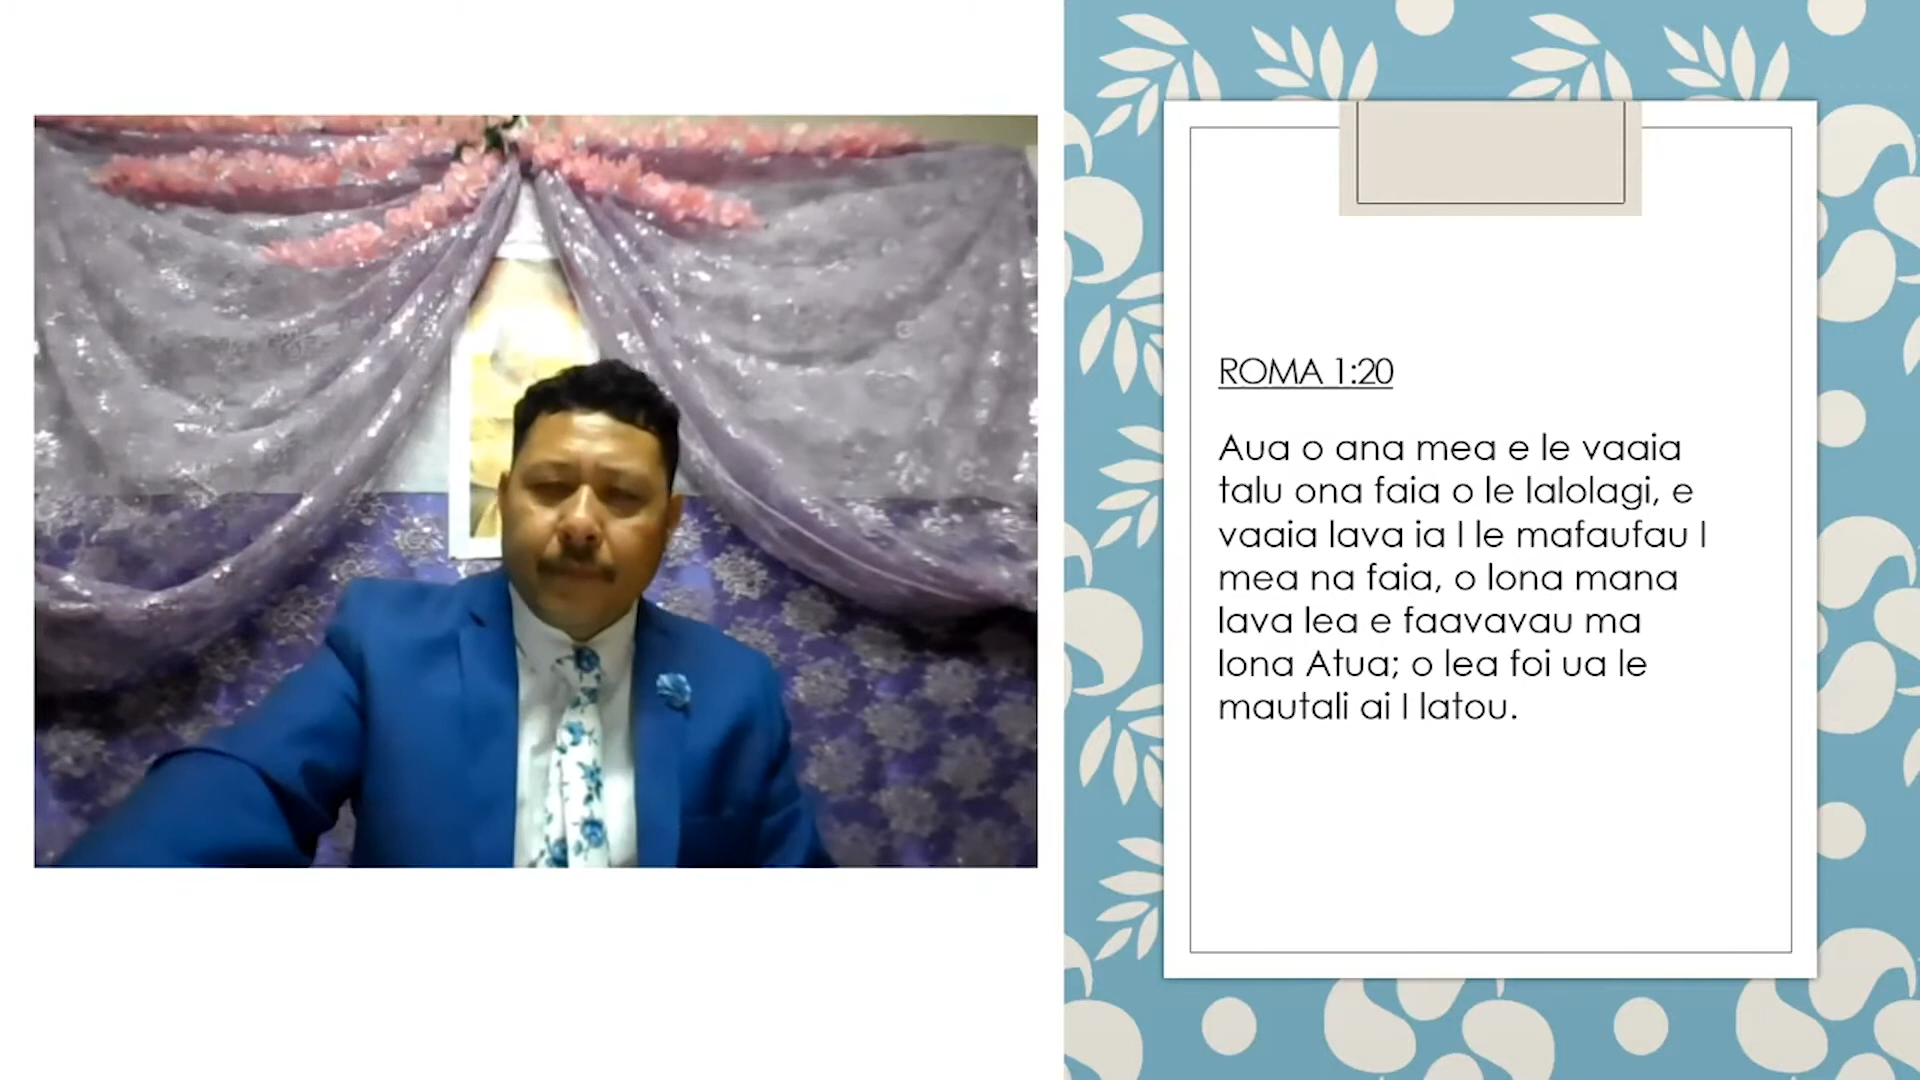 ROMA 1:20
Aua o ana mea e le vaaia
talu ona faia o le lalolagi, e
vaaia lava ia I le mafaufau I
mea na faia, o lona mana
lava lea e faavavau ma
lona Atua; o lea foi ua le
mautali ai I latou.